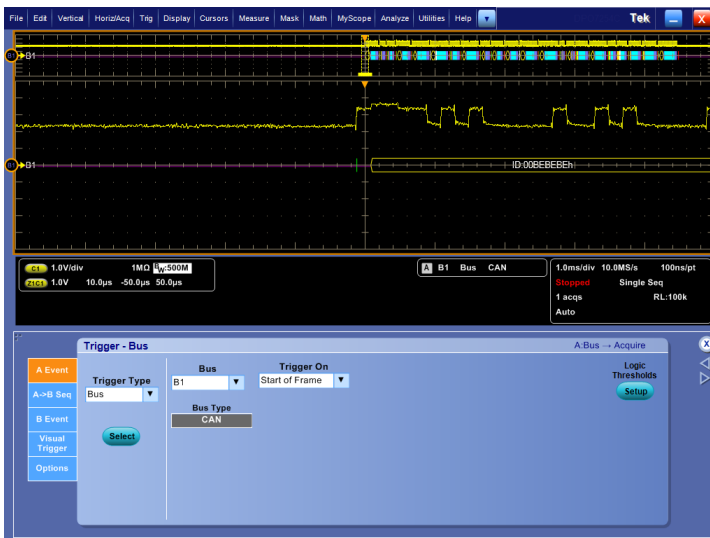 File Edit Vertical Horiz/Acq Trig Display Cursors Measure Mask Math MyScope Analyze Utilities Help Tek X
B1 B1
B1 B1 ID:00BEBEBEh
C1 1.0V/div 1MΩ BW:500M
Z1C1 1.0V 10.0µs -50.0µs 50.0µs
A B1 Bus CAN
1.0ms/div 10.0MS/s 100ns/pt
Stopped Single Seq
1 acqs RL:100k
Auto
Trigger - Bus A:Bus → Acquire X
A Event
A->B Seq
B Event
Visual
Trigger
Options
Trigger Type
Bus
Select
Bus
B1
Bus Type
CAN
Trigger On
Start of Frame
Logic
Thresholds
Setup